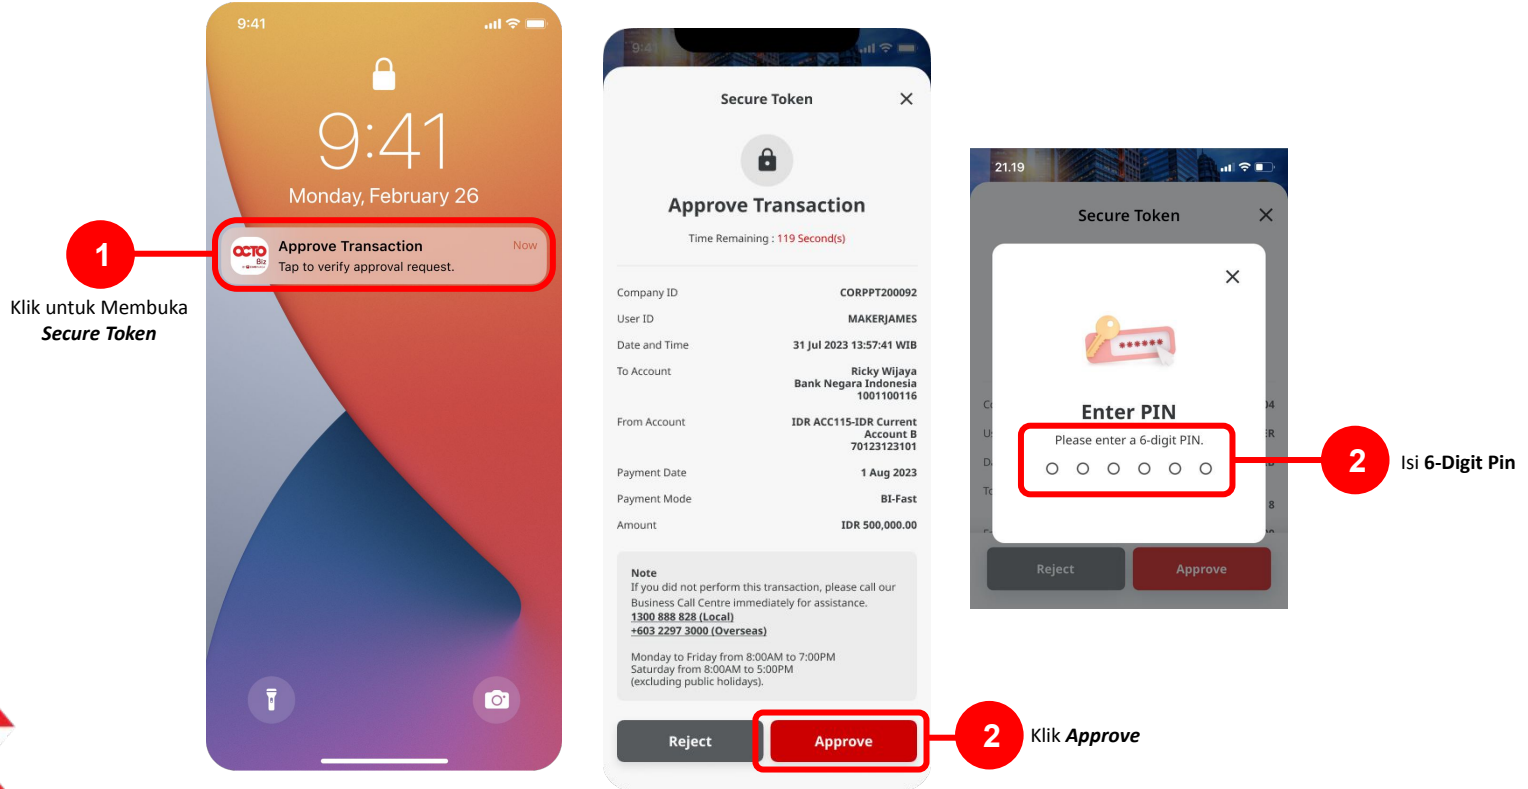 1
Klik untuk Membuka
Secure Token
9:41
9:41
Monday, February 26
OCTO
Biz
Approve Transaction
Now
Tap to verify approval request.
9:41
Secure Token
Approve Transaction
Time Remaining : 119 Second(s)
Company ID CORPPT200092
User ID MAKERJAMES
Date and Time 31 Jul 2023 13:57:41 WIB
To Account Ricky Wijaya
Bank Negara Indonesia
1001100116
From Account IDR ACC115-IDR Current
Account B
70123123101
Payment Date 1 Aug 2023
Payment Mode BI-Fast
Amount IDR 500,000.00
Note
If you did not perform this transaction, please call our
Business Call Centre immediately for assistance.
1300 888 828 (Local)
+603 2297 3000 (Overseas)
Monday to Friday from 8:00AM to 7:00PM
Saturday from 8:00AM to 5:00PM
(excluding public holidays).
Reject
Approve
2
Klik Approve
21.19
Secure Token
Enter PIN
Please enter a 6-digit PIN.
Reject
Approve
2
Isi 6-Digit Pin